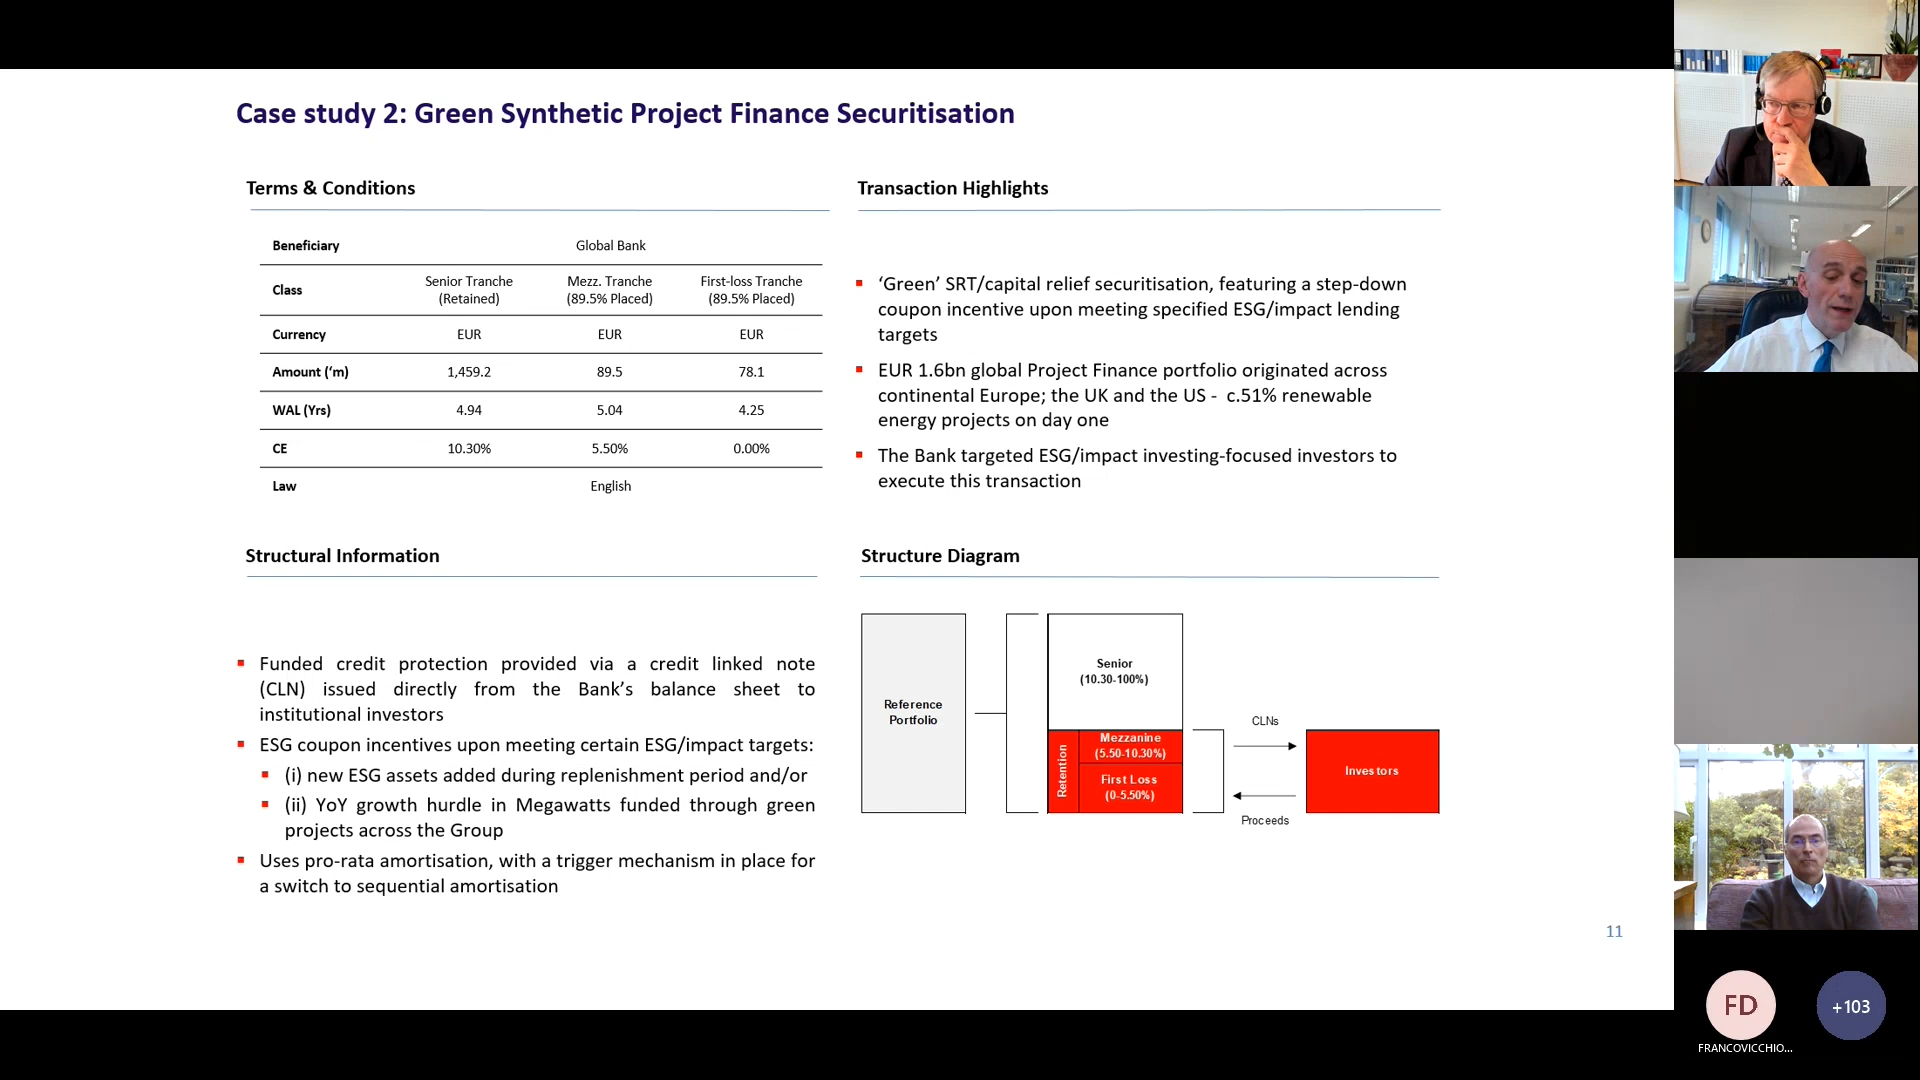 Case study 2: Green Synthetic Project Finance Securitisation
Terms & Conditions
Beneficiary Global Bank
Class Senior Tranche (Retained) Mezz. Tranche (89.5% Placed) First-loss Tranche (89.5% Placed)
Currency EUR EUR EUR
Amount (‘m) 1,459.2 89.5 78.1
WAL (Yrs) 4.94 5.04 4.25
CE 10.30% 5.50% 0.00%
Law English
Transaction Highlights
‘Green’ SRT/capital relief securitisation, featuring a step-down
coupon incentive upon meeting specified ESG/impact lending
targets
EUR 1.6bn global Project Finance portfolio originated across
continental Europe; the UK and the US - c.51% renewable
energy projects on day one
The Bank targeted ESG/impact investing-focused investors to
execute this transaction
Structural Information
Funded credit protection provided via a credit linked note
(CLN) issued directly from the Bank’s balance sheet to
institutional investors
ESG coupon incentives upon meeting certain ESG/impact targets:
(i) new ESG assets added during replenishment period and/or
(ii) YoY growth hurdle in Megawatts funded through green
projects across the Group
Uses pro-rata amortisation, with a trigger mechanism in place for
a switch to sequential amortisation
Structure Diagram
Reference
Portfolio
Senior
(10.30-100%)
Retention
Mezzanine
(5.50-10.30%)
First Loss
(0-5.50%)
CLNs
Proceeds
Investors
11
FD
FRANCOVICCHIO...
+103